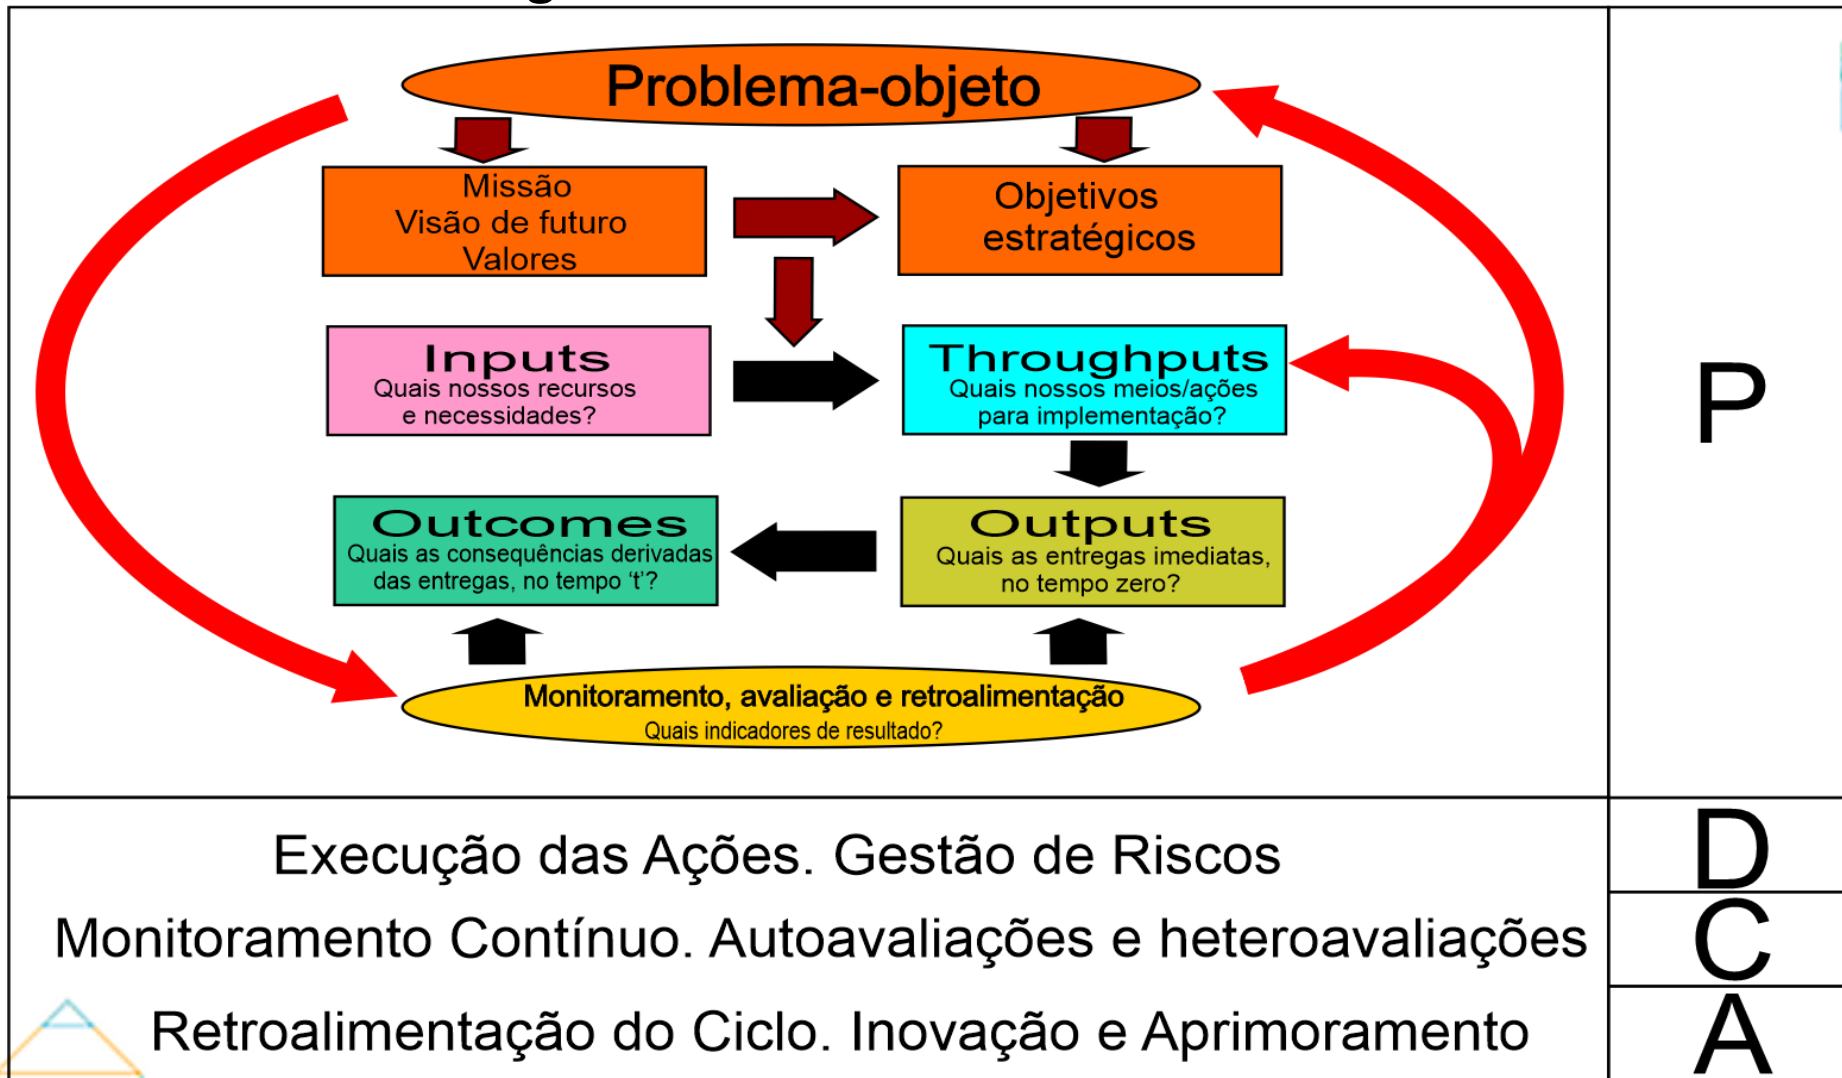 Problema-objeto
Missão
Visão de futuro
Valores
Objetivos
estratégicos
Inputs
Quais nossos recursos
e necessidades?
Throughputs
Quais nossos meios/ações
para implementação?
Outcomes
Quais as consequências derivadas
das entregas, no tempo ‘t’?
Outputs
Quais as entregas imediatas,
no tempo zero?
Monitoramento, avaliação e retroalimentação
Quais indicadores de resultado?
P
Execução das Ações. Gestão de Riscos
D
Monitoramento Contínuo. Autoavaliações e heteroavaliações
C
Retroalimentação do Ciclo. Inovação e Aprimoramento
A